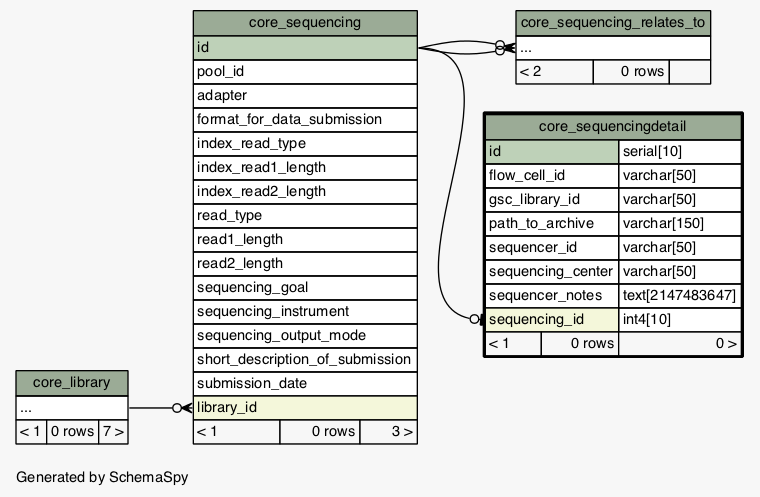 core_sequencing
id
pool_id
adapter
format_for_data_submission
index_read_type
index_read1_length
index_read2_length
read_type
read1_length
read2_length
sequencing_goal
sequencing_instrument
sequencing_output_mode
short_description_of_submission
submission_date
library_id
< 1 0 rows 3 >
core_sequencing_relates_to
...
< 2 0 rows
core_sequencingdetail
id serial[10]
flow_cell_id varchar[50]
gsc_library_id varchar[50]
path_to_archive varchar[150]
sequencer_id varchar[50]
sequencing_center varchar[50]
sequencer_notes text[2147483647]
sequencing_id int4[10]
< 1 0 rows 0 >
core_library
...
< 1 0 rows 7 >
Generated by SchemaSpy